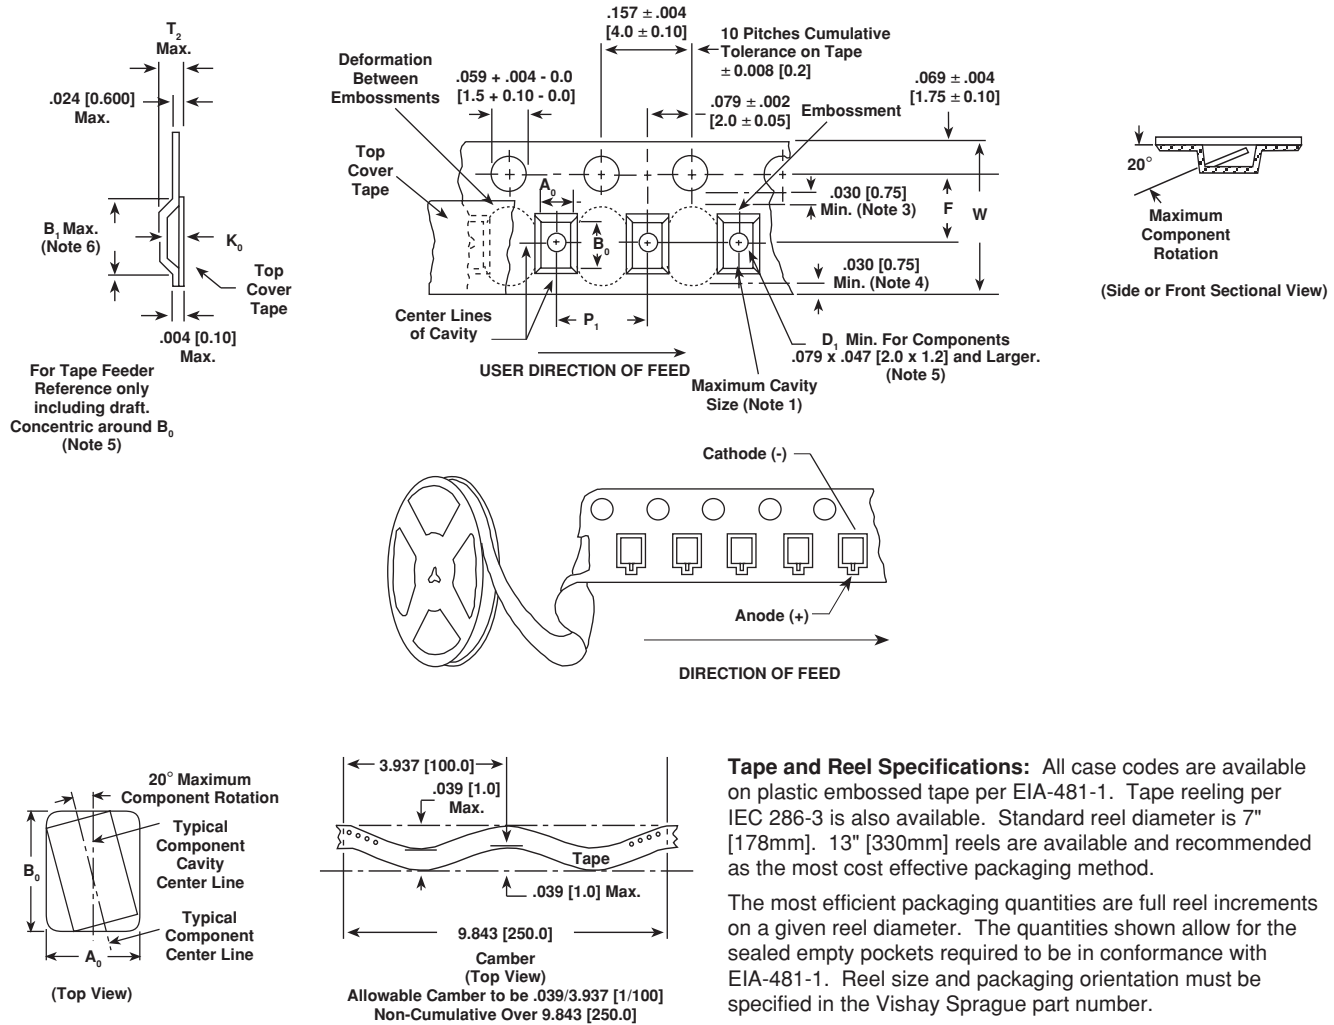 T2
Max.
.024 [0.600]
Max.
B1 Max.
(Note 6)
K0
Top
Cover
Tape
.004 [0.10]
Max.
For Tape Feeder
Reference only
including draft.
Concentric around B0
(Note 5)
Deformation
Between
Embossments
Top
Cover
Tape
.059 + .004 - 0.0
[1.5 + 0.10 - 0.0]
.157 ± .004
[4.0 ± 0.10]
10 Pitches Cumulative
Tolerance on Tape
± 0.008 [0.2]
.079 ± .002
[2.0 ± 0.05]
Embossment
.069 ± .004
[1.75 ± 0.10]
A0
B0
.030 [0.75]
Min. (Note 3)
F
W
.030 [0.75]
Min. (Note 4)
Center Lines
of Cavity
P1
USER DIRECTION OF FEED
D1 Min. For Components
.079 x .047 [2.0 x 1.2] and Larger.
(Note 5)
Maximum Cavity
Size (Note 1)
20°
Maximum
Component
Rotation
(Side or Front Sectional View)
Cathode (-)
Anode (+)
DIRECTION OF FEED
20° Maximum
Component Rotation
Typical
Component
Cavity
Center Line
B0
Typical
Component
Center Line
A0
(Top View)
3.937 [100.0]
.039 [1.0]
Max.
Tape
.039 [1.0] Max.
9.843 [250.0]
Camber
(Top View)
Allowable Camber to be .039/3.937 [1/100]
Non-Cumulative Over 9.843 [250.0]
Tape and Reel Specifications: All case codes are available
on plastic embossed tape per EIA-481-1. Tape reeling per
IEC 286-3 is also available. Standard reel diameter is 7"
[178mm]. 13" [330mm] reels are available and recommended
as the most cost effective packaging method.
The most efficient packaging quantities are full reel increments
on a given reel diameter. The quantities shown allow for the
sealed empty pockets required to be in conformance with
EIA-481-1. Reel size and packaging orientation must be
specified in the Vishay Sprague part number.